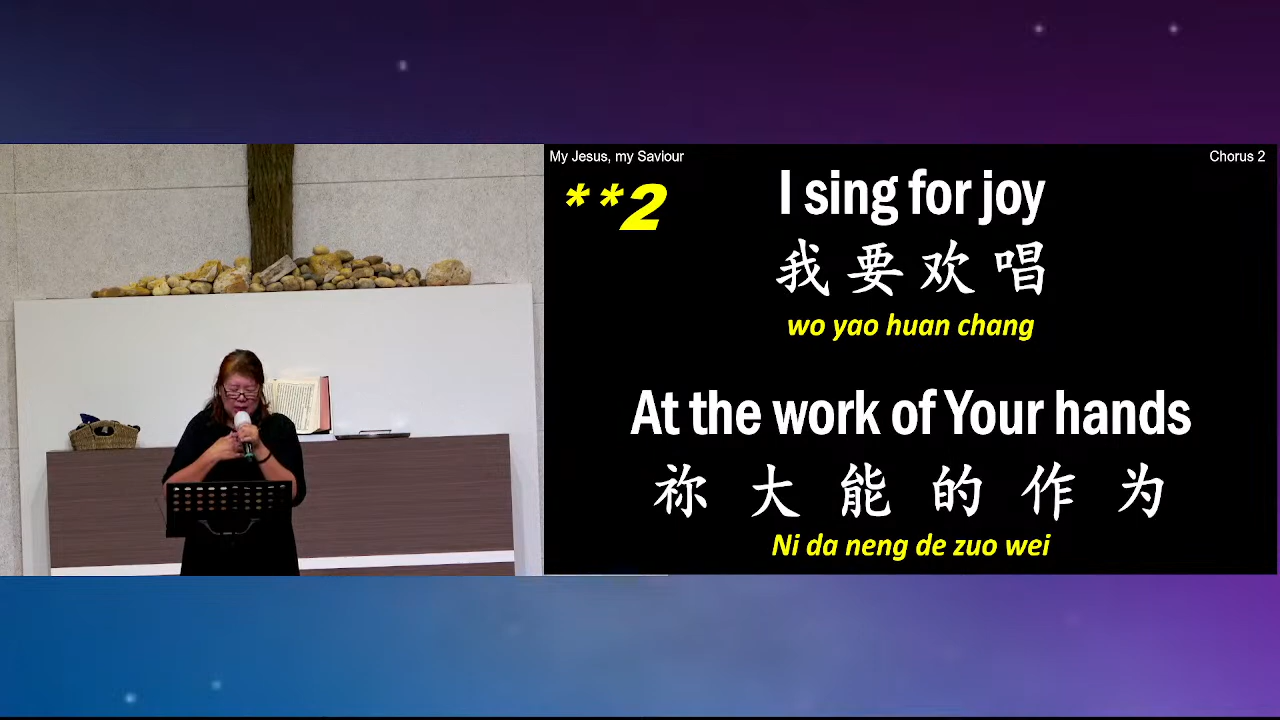 My Jesus, my Saviour
Chorus 2
**2
I sing for joy
我要欢唱
wo yao huan chang
At the work of Your hands
祢大能的作为
Ni da neng de zuo wei